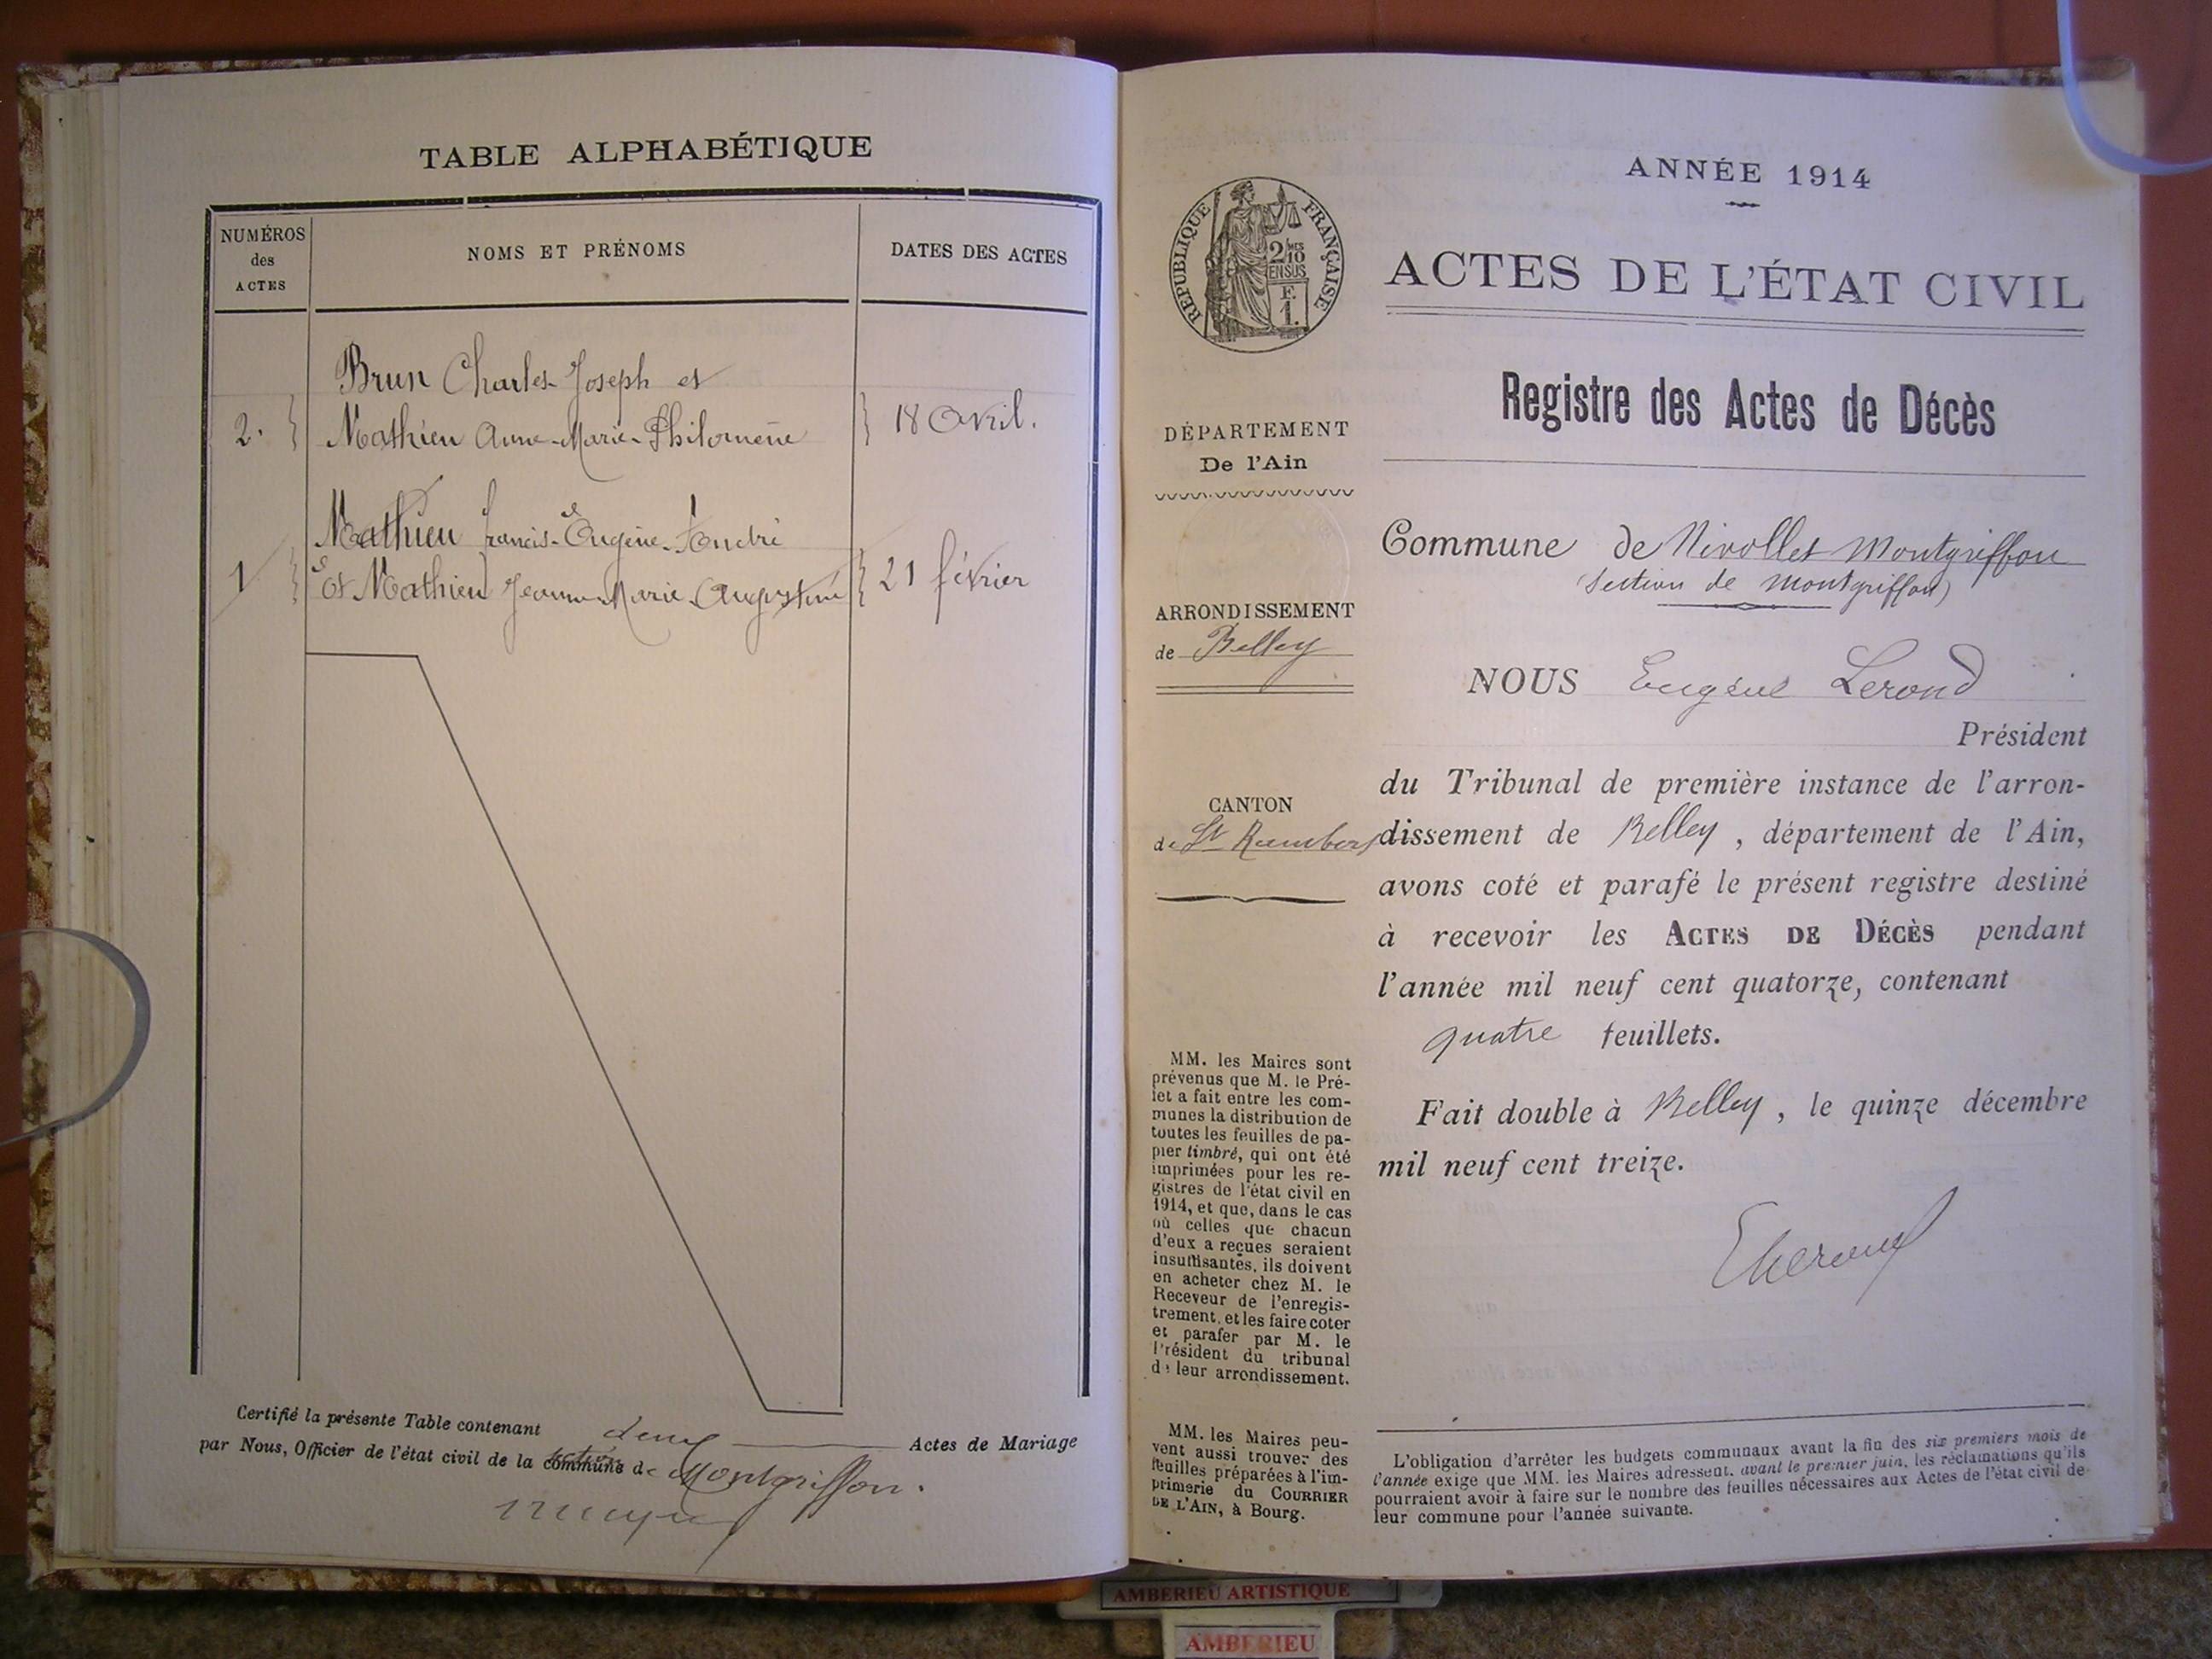 TABLE ALPHABÉTIQUE
NUMÉROS
des
ACTES
NOMS ET PRÉNOMS
DATES DES ACTES
Brun Charles-Joseph et
2. Mathieu Anne-Marie-Philomène 18 Avril.
Mathieu Francis-Eugène-André
1 et Mathieu Jeanne-Marie-Augustine 21 février
Certifié la présente Table contenant deux Actes de Mariage
par Nous, Officier de l'état civil de la commune de Montgriffon.
ANNÉE 1914
RÉPUBLIQUE FRANÇAISE
2/10
EN SUS
F.
1.
ACTES DE L'ÉTAT CIVIL
Registre des Actes de Décès
DÉPARTEMENT
De l'Ain
ARRONDISSEMENT
de Belley
CANTON
de St Rambert
MM. les Maires sont
prévenus que M. le Pré-
fet a fait entre les com-
munes la distribution de
toutes les feuilles de pa-
pier timbré, qui ont été
imprimées pour les re-
gistres de l'état civil en
1914, et que, dans le cas
où celles que chacun
d'eux a reçues seraient
insuffisantes, ils doivent
en acheter chez M. le
Receveur de l'enregis-
trement, et les faire coter
et parafer par M. le
Président du tribunal
de leur arrondissement.
MM. les Maires peu-
vent aussi trouver des
feuilles préparées à l'im-
primerie du COURRIER
DE L'AIN, à Bourg.
Commune de Nivollet Montgriffon
(Section de Montgriffon)
NOUS Eugène Lerond
Président
du Tribunal de première instance de l'arron-
dissement de Belley, département de l'Ain,
avons coté et parafé le présent registre destiné
à recevoir les ACTES DE DÉCÈS pendant
l'année mil neuf cent quatorze, contenant
quatre feuillets.
Fait double à Belley, le quinze décembre
mil neuf cent treize.
L'obligation d'arrêter les budgets communaux avant la fin des six premiers mois de
l'année exige que MM. les Maires adressent, avant le premier juin, les réclamations qu'ils
pourraient avoir à faire sur le nombre des feuilles nécessaires aux Actes de l'état civil de
leur commune pour l'année suivante.
AMBERIEU ARTISTIQUE
AMBERIEU